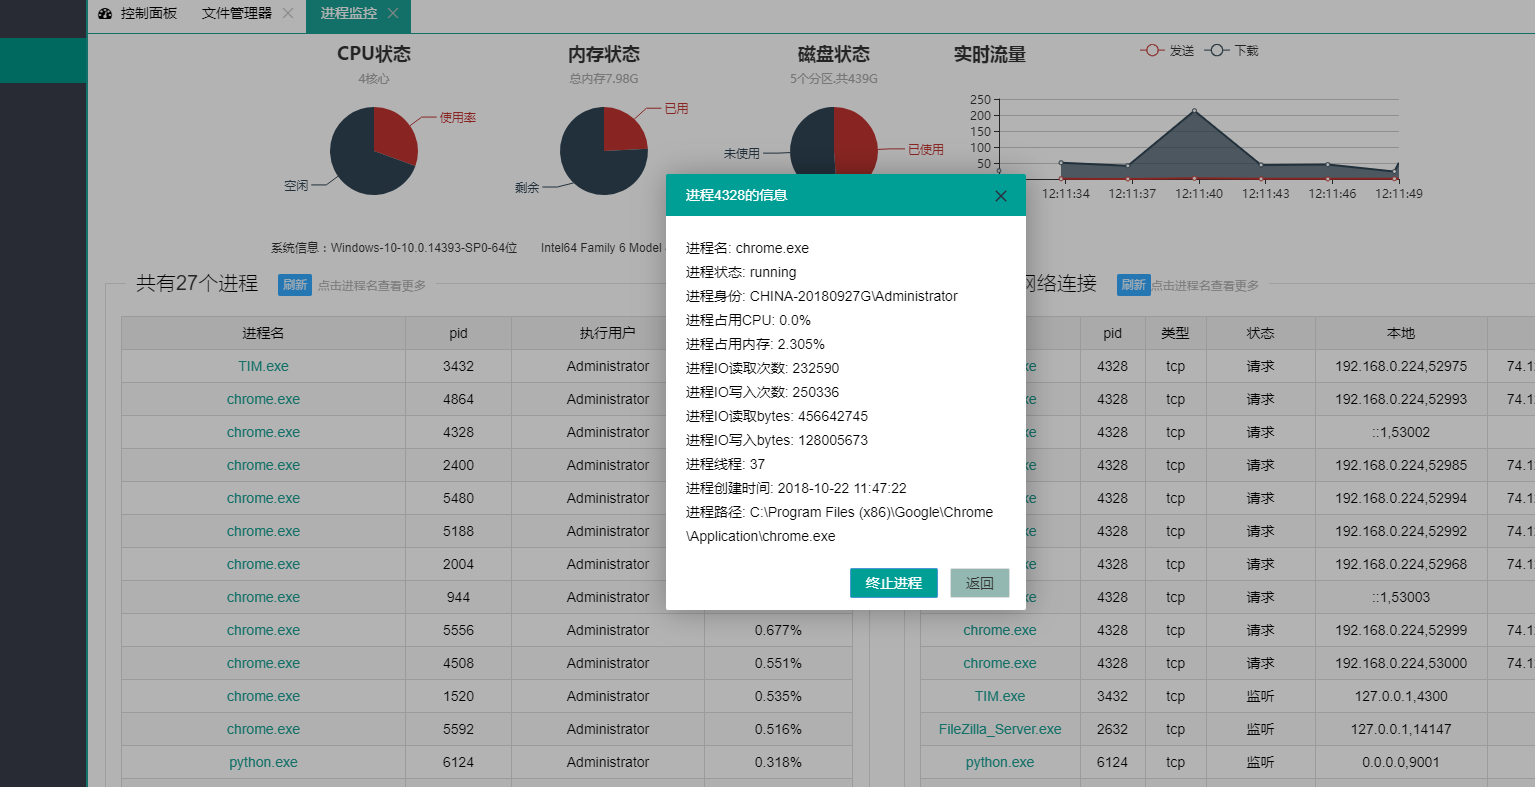 控制面板 文件管理器 进程监控
CPU状态
4核心
使用率
空闲
内存状态
总内存7.98G
已用
剩余
磁盘状态
5个分区,共439G
未使用
已使用
实时流量
发送 下载
250
200
150
100
50
12:11:34 12:11:37 12:11:40 12:11:43 12:11:46 12:11:49
系统信息：Windows-10-10.0.14393-SP0-64位 Intel64 Family 6 Model
共有27个进程 刷新 点击进程名查看更多
进程名 pid 执行用户
TIM.exe 3432 Administrator
chrome.exe 4864 Administrator
chrome.exe 4328 Administrator
chrome.exe 2400 Administrator
chrome.exe 5480 Administrator
chrome.exe 5188 Administrator
chrome.exe 2004 Administrator
chrome.exe 944 Administrator
chrome.exe 5556 Administrator 0.677%
chrome.exe 4508 Administrator 0.551%
chrome.exe 1520 Administrator 0.535%
chrome.exe 5592 Administrator 0.516%
python.exe 6124 Administrator 0.318%
进程4328的信息
进程名: chrome.exe
进程状态: running
进程身份: CHINA-20180927G\Administrator
进程占用CPU: 0.0%
进程占用内存: 2.305%
进程IO读取次数: 232590
进程IO写入次数: 250336
进程IO读取bytes: 456642745
进程IO写入bytes: 128005673
进程线程: 37
进程创建时间: 2018-10-22 11:47:22
进程路径: C:\Program Files (x86)\Google\Chrome
\Application\chrome.exe
终止进程 返回
网络连接 刷新 点击进程名查看更多
pid 类型 状态 本地
xe 4328 tcp 请求 192.168.0.224,52975 74.1
xe 4328 tcp 请求 192.168.0.224,52993 74.1
xe 4328 tcp 请求 ::1,53002
xe 4328 tcp 请求 192.168.0.224,52985 74.1
xe 4328 tcp 请求 192.168.0.224,52994 74.1
xe 4328 tcp 请求 192.168.0.224,52992 74.1
xe 4328 tcp 请求 192.168.0.224,52968 74.1
xe 4328 tcp 请求 ::1,53003
chrome.exe 4328 tcp 请求 192.168.0.224,52999 74.1
chrome.exe 4328 tcp 请求 192.168.0.224,53000 74.1
TIM.exe 3432 tcp 监听 127.0.0.1,4300
FileZilla_Server.exe 2632 tcp 监听 127.0.0.1,14147
python.exe 6124 tcp 监听 0.0.0.0,9001